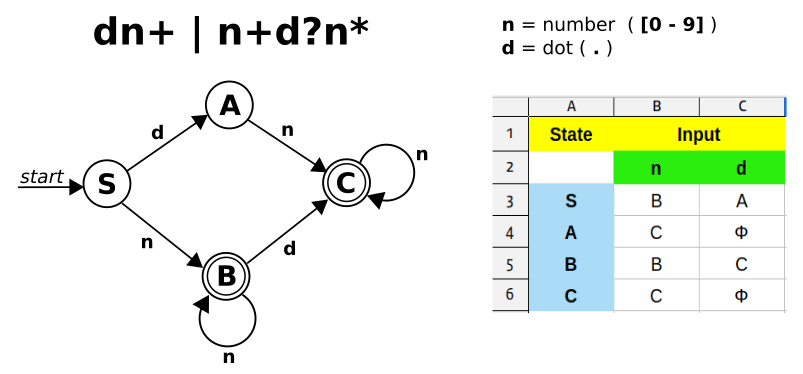 dn+ | n+d?n*
n = number ( [0 - 9] )
d = dot ( . )
start
S
A
B
C
d
n
n
d
n
n
A B C
1 State Input
2 n d
3 S B A
4 A C Φ
5 B B C
6 C C Φ